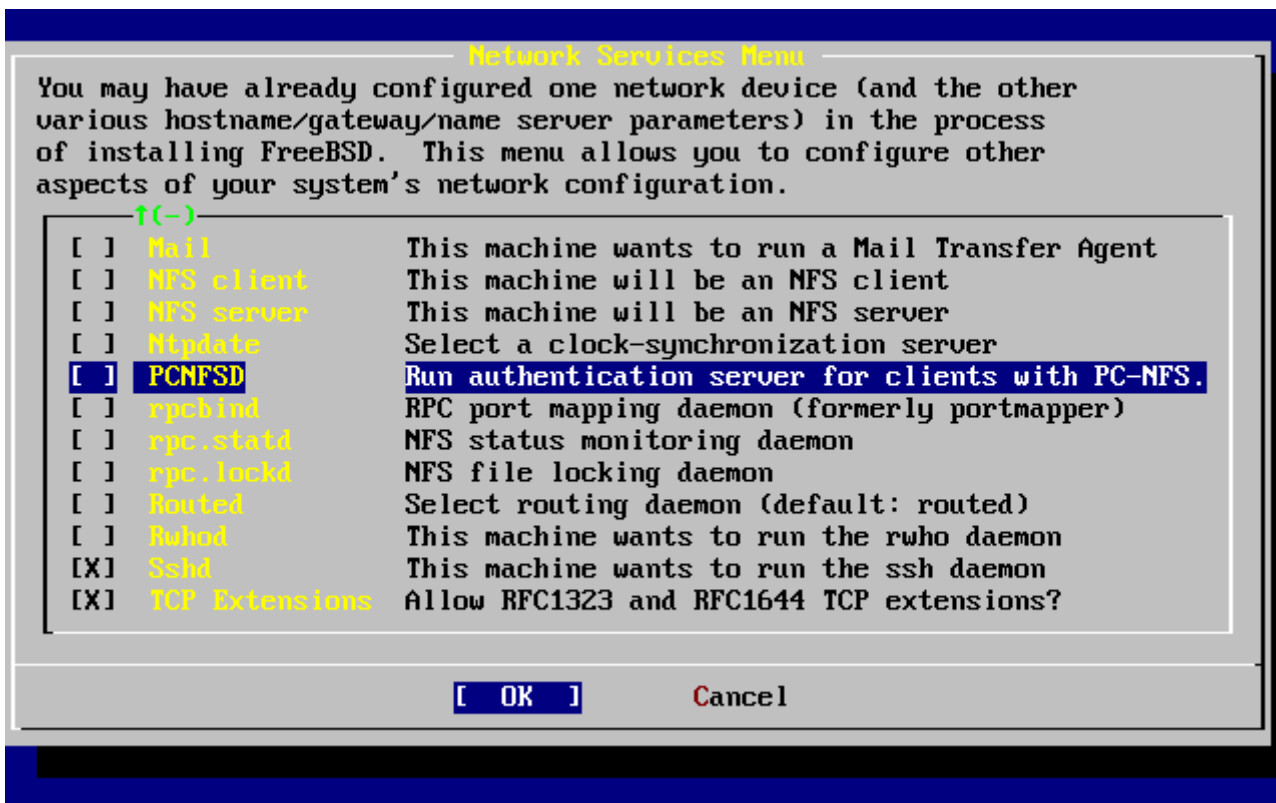 Network Services Menu
You may have already configured one network device (and the other
various hostname/gateway/name server parameters) in the process
of installing FreeBSD.  This menu allows you to configure other
aspects of your system's network configuration.
↑(-)
[ ] Mail This machine wants to run a Mail Transfer Agent
[ ] NFS client This machine will be an NFS client
[ ] NFS server This machine will be an NFS server
[ ] Ntpdate Select a clock-synchronization server
[ ] PCNFSD Run authentication server for clients with PC-NFS.
[ ] rpcbind RPC port mapping daemon (formerly portmapper)
[ ] rpc.statd NFS status monitoring daemon
[ ] rpc.lockd NFS file locking daemon
[ ] Routed Select routing daemon (default: routed)
[ ] Rwhod This machine wants to run the rwho daemon
[X] Sshd This machine wants to run the ssh daemon
[X] TCP Extensions Allow RFC1323 and RFC1644 TCP extensions?
[ OK ] Cancel